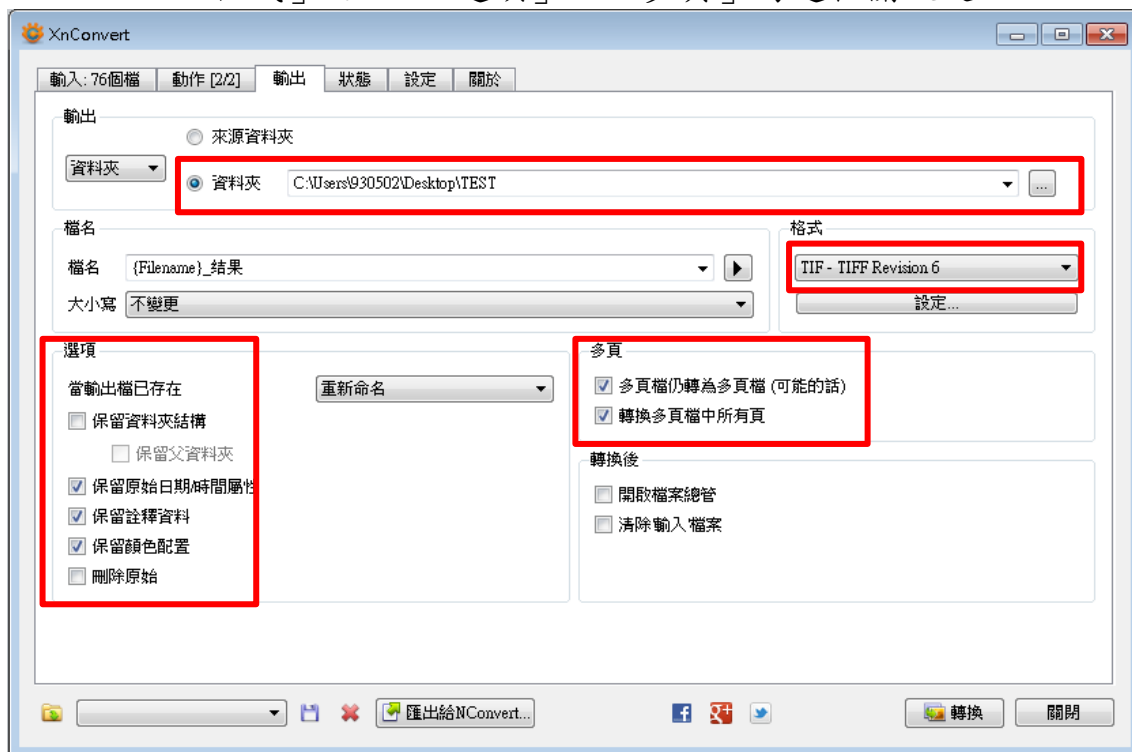 XnConvert
輸入: 76個檔 動作 [2/2] 輸出 狀態 設定 關於
輸出
來源資料夾
資料夾 資料夾 C:\Users\930502\Desktop\TEST ...
檔名 格式
檔名 {Filename}_结果 TIF - TIFF Revision 6
大小寫 不變更 設定...
選項 多頁
當輸出檔已存在 重新命名 多頁檔仍轉為多頁檔 (可能的話)
保留資料夾結構 轉換多頁檔中所有頁
保留父資料夾 轉換後
保留原始日期/時間屬性 開啟檔案總管
保留詮釋資料 清除'輸入'檔案
保留顏色配置
刪除原始
匯出給NConvert... 轉換 關閉